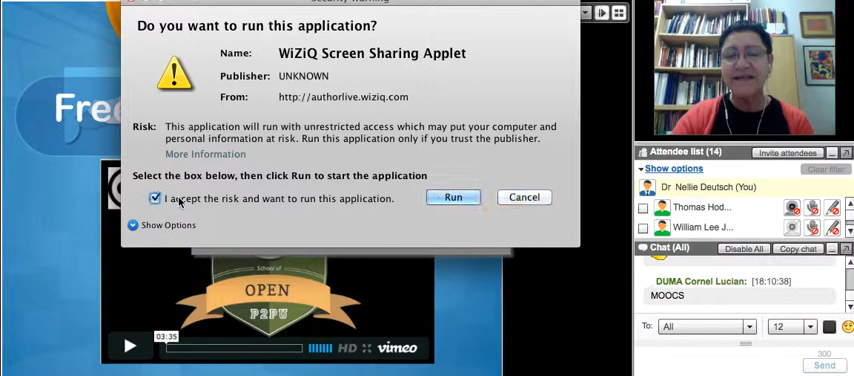 Security Warning
Do you want to run this application?
Name: WiZiQ Screen Sharing Applet
Publisher: UNKNOWN
From: http://authorlive.wiziq.com
Risk: This application will run with unrestricted access which may put your computer and
personal information at risk. Run this application only if you trust the publisher.
More Information
Select the box below, then click Run to start the application
I accept the risk and want to run this application.
Run
Cancel
Show Options
Free
School of
OPEN
P2PU
03:35
HD
vimeo
Attendee list (14)
Invite attendees
Show options
Clear filter
Dr Nellie Deutsch (You)
Thomas Hod...
William Lee J...
Chat (All)
Disable All
Copy chat
DUMA Cornel Lucian: [18:10:38]
MOOCS
To:
All
12
300
Send